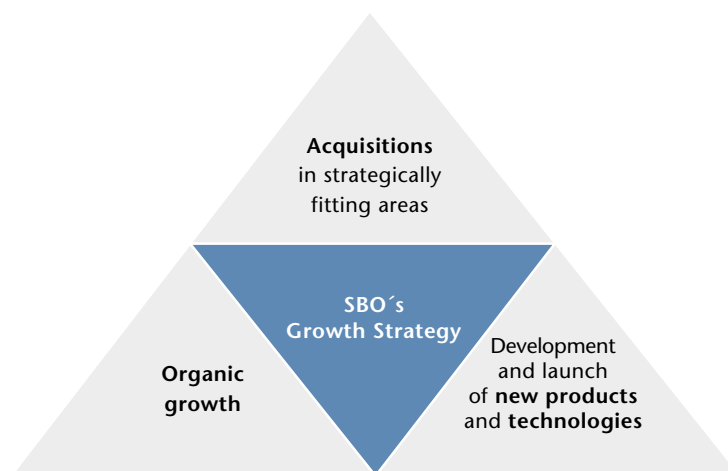 Acquisitions
in strategically
fitting areas
SBO´s
Growth Strategy
Organic
growth
Development
and launch
of new products
and technologies